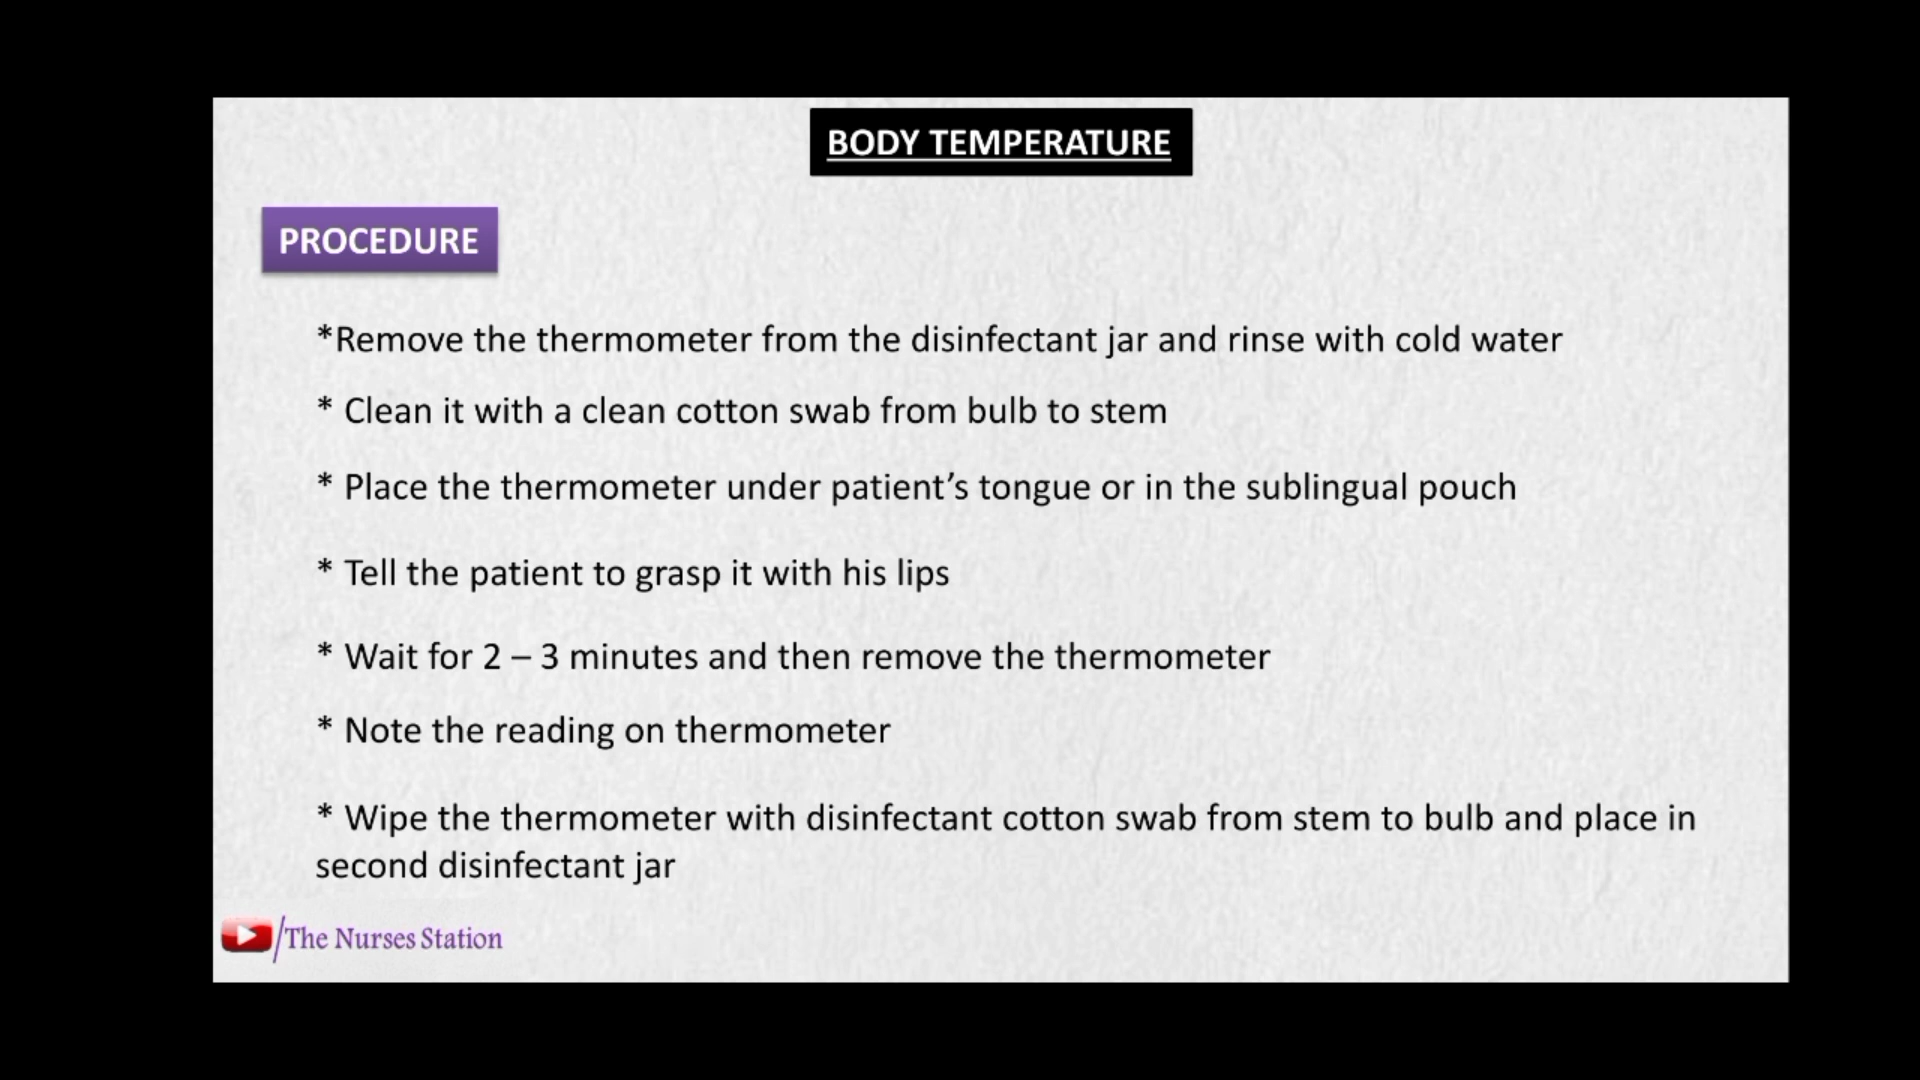 BODY TEMPERATURE
PROCEDURE
*Remove the thermometer from the disinfectant jar and rinse with cold water
* Clean it with a clean cotton swab from bulb to stem
* Place the thermometer under patient’s tongue or in the sublingual pouch
* Tell the patient to grasp it with his lips
* Wait for 2 – 3 minutes and then remove the thermometer
* Note the reading on thermometer
* Wipe the thermometer with disinfectant cotton swab from stem to bulb and place in
second disinfectant jar
/The Nurses Station